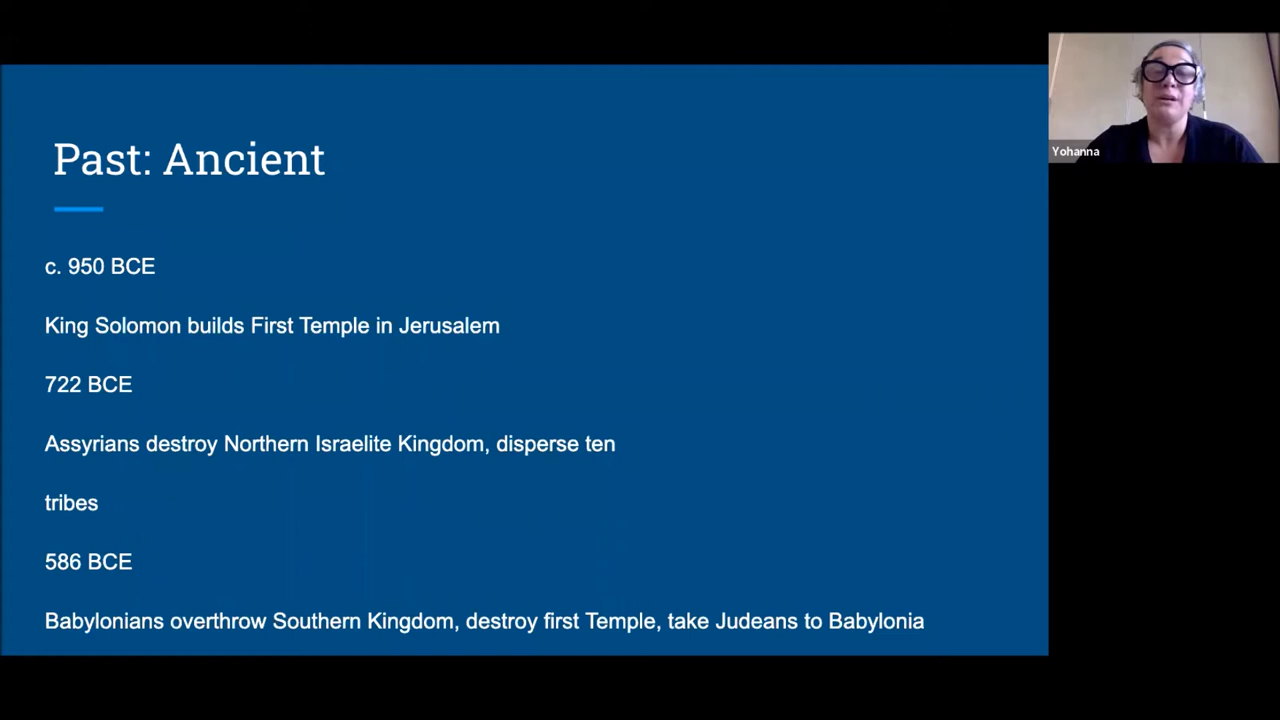 Past: Ancient
c. 950 BCE
King Solomon builds First Temple in Jerusalem
722 BCE
Assyrians destroy Northern Israelite Kingdom, disperse ten
tribes
586 BCE
Babylonians overthrow Southern Kingdom, destroy first Temple, take Judeans to Babylonia
Yohanna